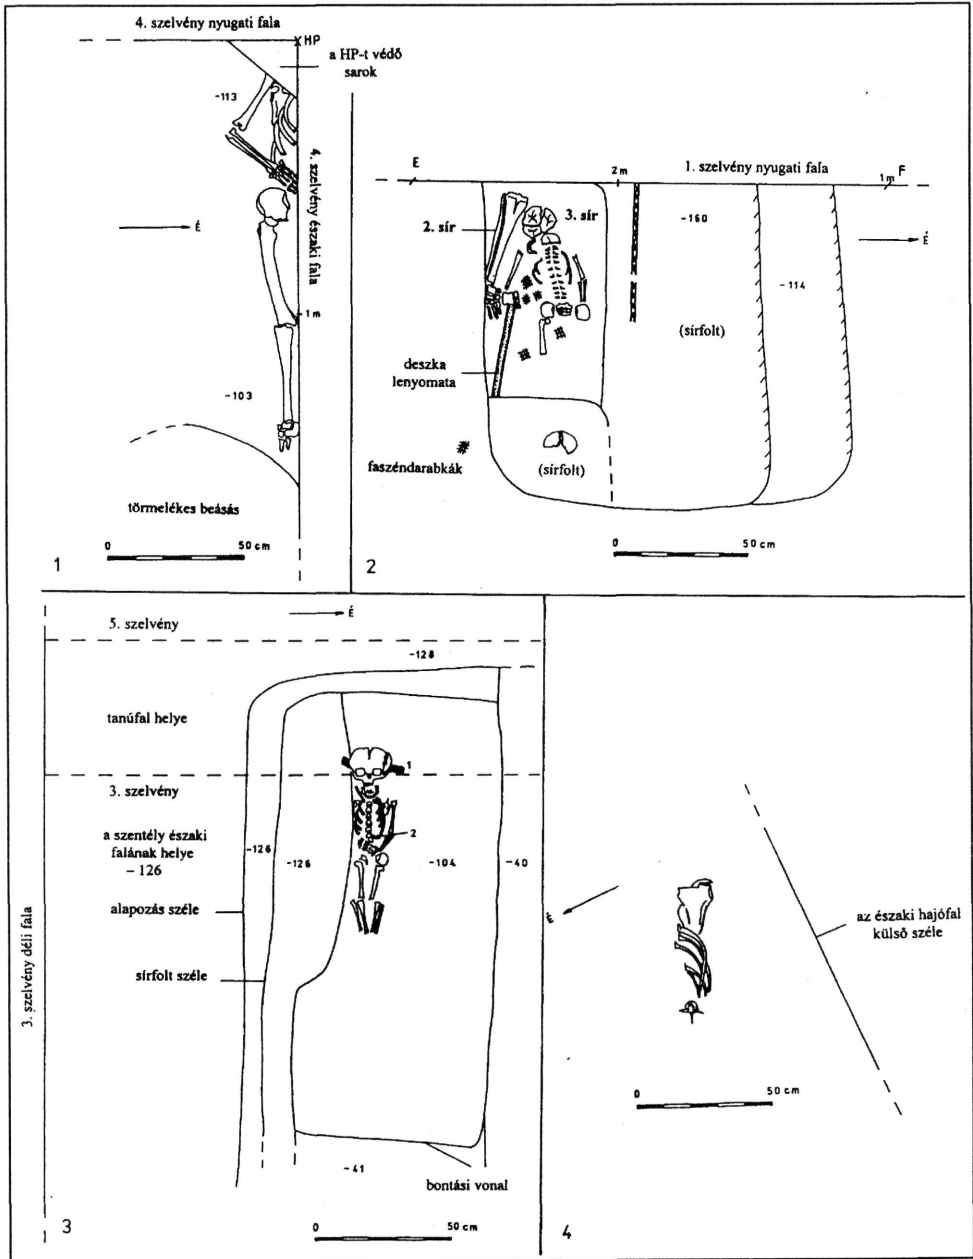 4. szelvény nyugati fala
HP
a HP-t védő
sarok
-113
4. szelvény északi fala
É
1 m
-103
törmelékes beásás
0 50 cm
1
E
2 m
1. szelvény nyugati fala
1 m F
2. sír
3. sír
-160
É
-114
(sírfolt)
deszka
lenyomata
faszéndarabkák
(sírfolt)
0 50 cm
2
É
5. szelvény
-128
tanúfal helye
1
3. szelvény
2
a szentély északi
falának helye
– 126
-126
-126
-104
-40
alapozás széle
sírfolt széle
3. szelvény déli fala
-41
bontási vonal
0 50 cm
3
É
az északi hajófal
külső széle
0 50 cm
4